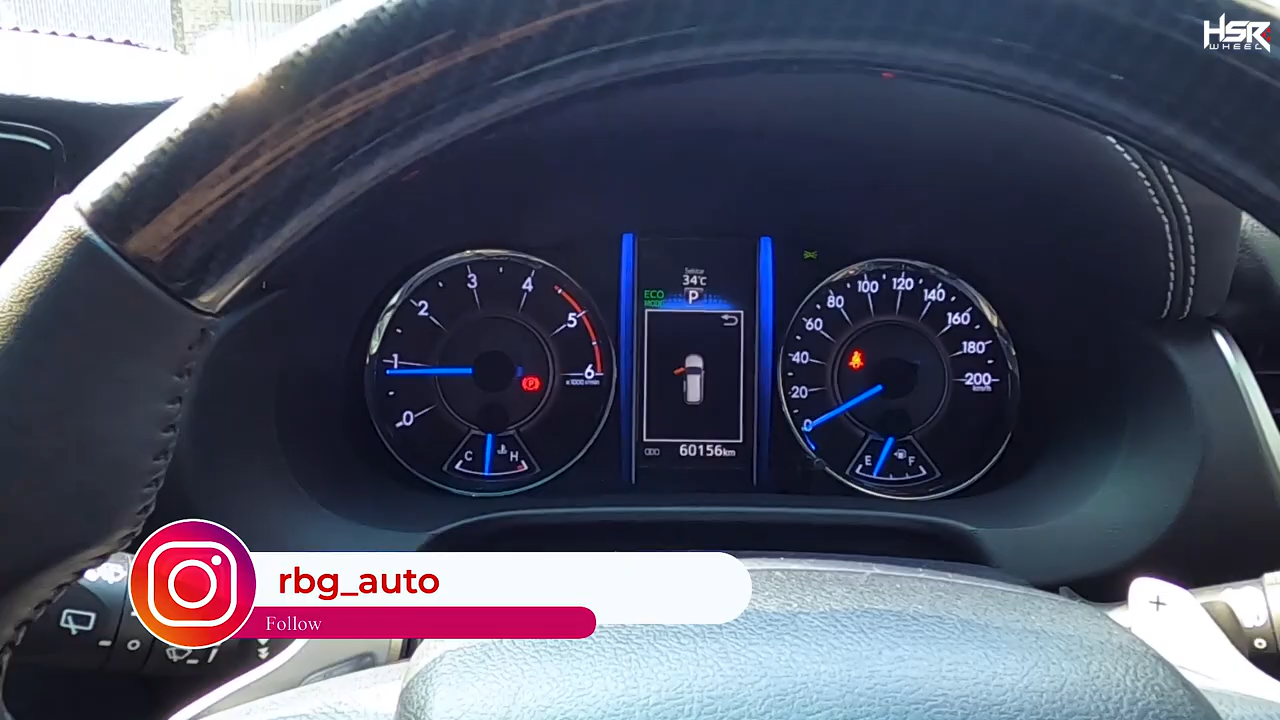 HSR
WHEEL
0
1
2
3
4
5
6
x1000 r/min
C
H
34°C
P
ECO
MODE
60156km
0
20
40
60
80
100
120
140
160
180
200
km/h
E
F
rbg_auto
Follow
+